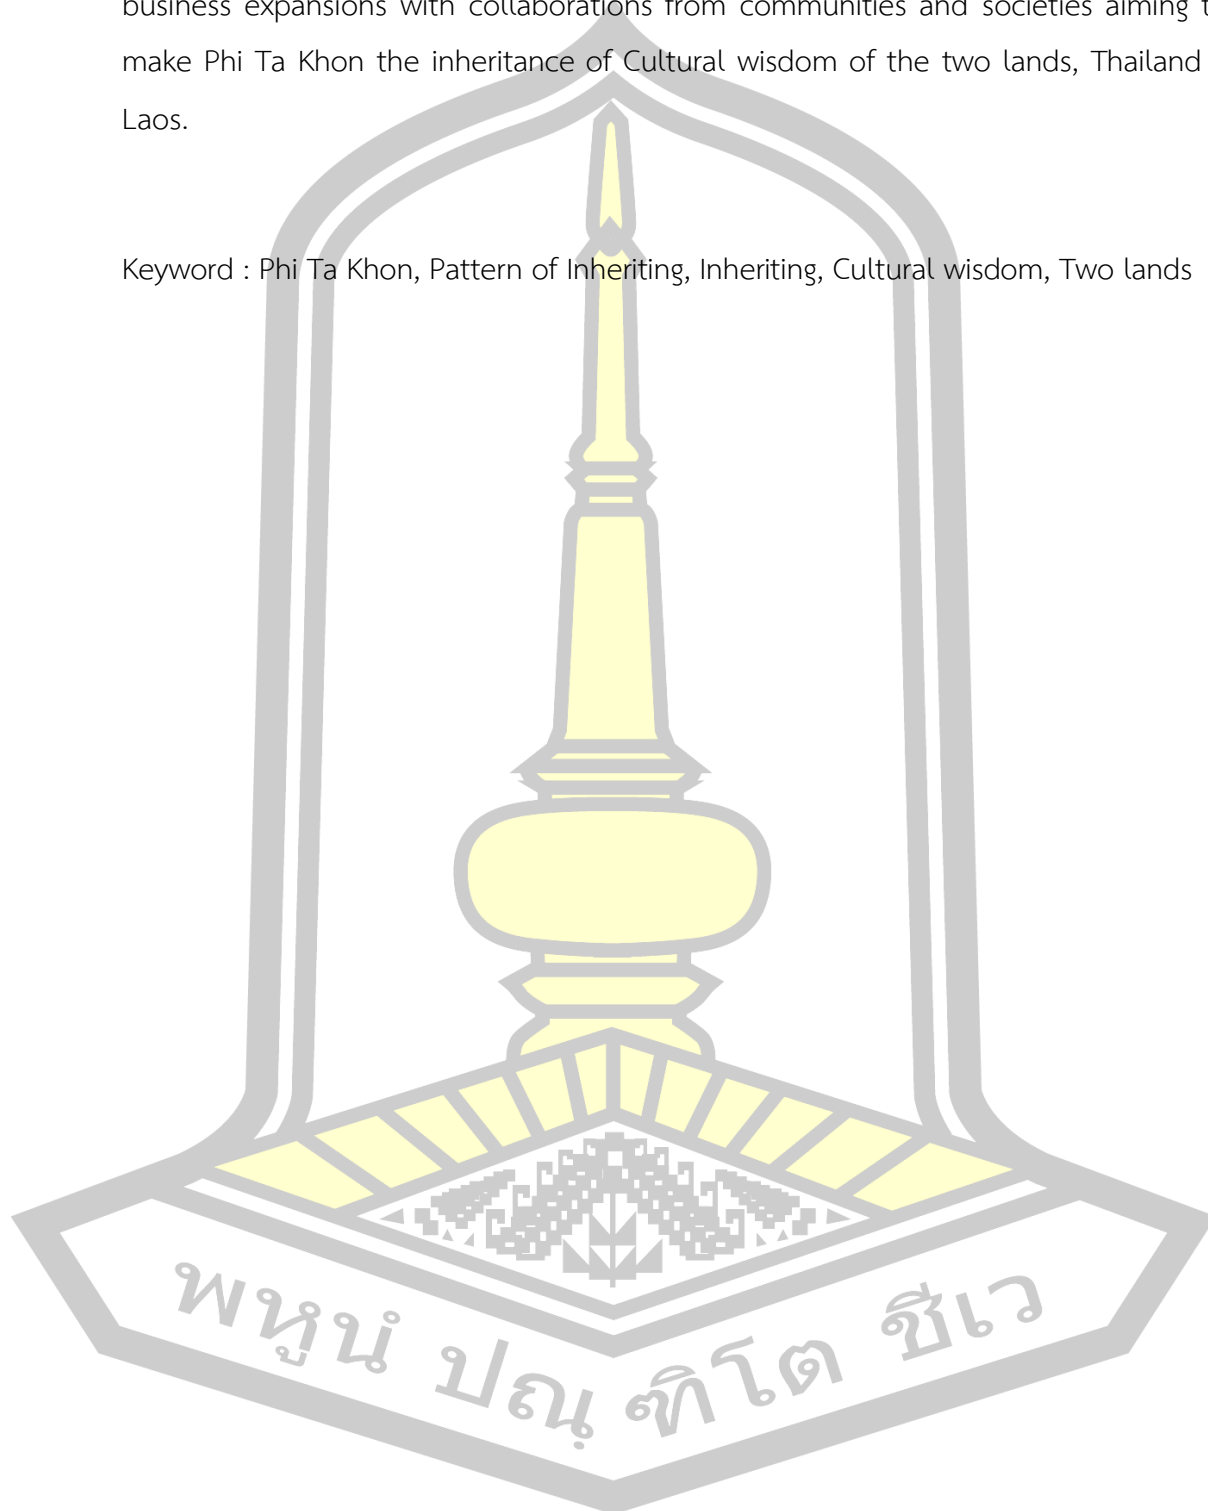 business expansions with collaborations from communities and societies aiming
make Phi Ta Khon the inheritance of Cultural wisdom of the two lands, Thailand
Laos.
Keyword : Phi Ta Khon, Pattern of Inheriting, Inheriting, Cultural wisdom, Two lands
พหูนํ ปณฺฑิโต ชีเว